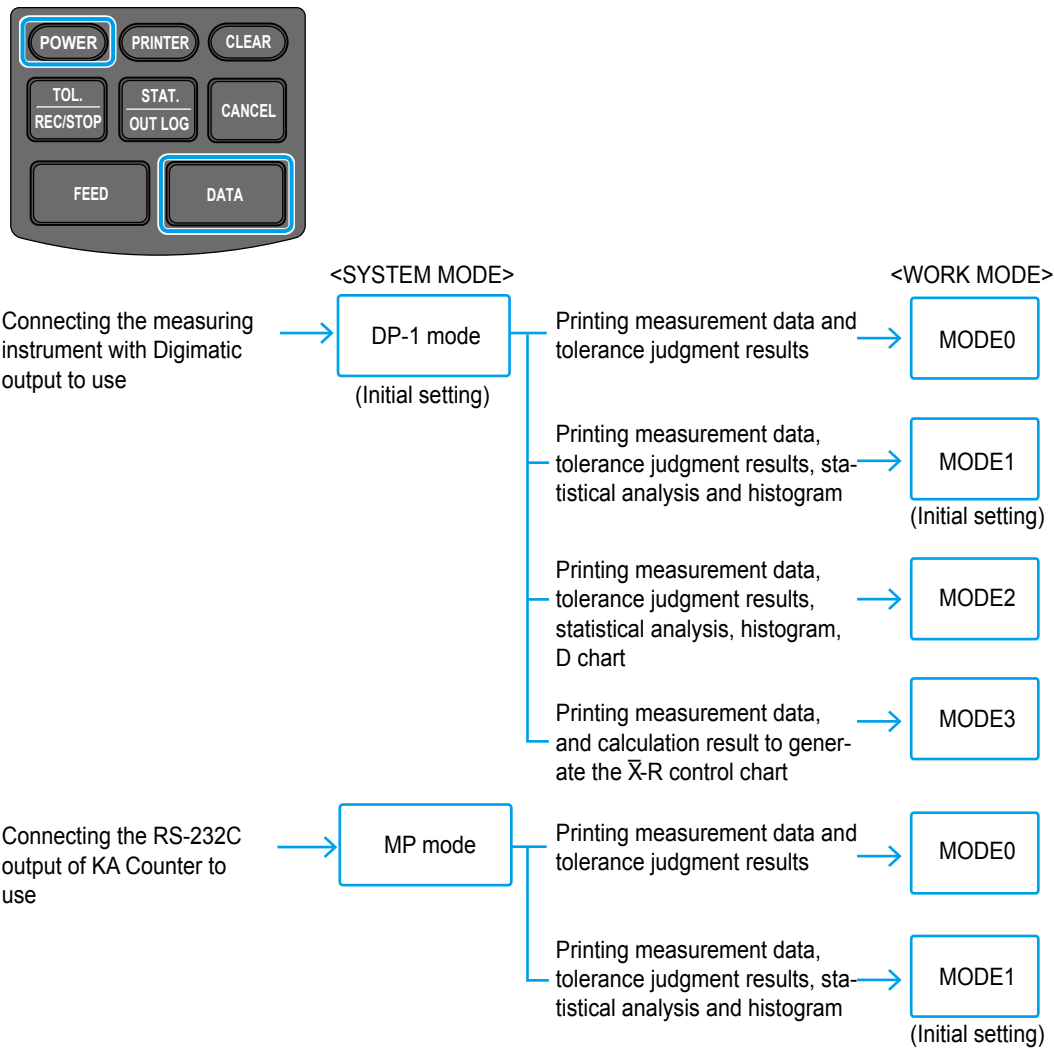 POWER
PRINTER
CLEAR
TOL.
REC/STOP
STAT.
OUT LOG
CANCEL
FEED
DATA
<SYSTEM MODE>
<WORK MODE>
Connecting the measuring
instrument with Digimatic
output to use
DP-1 mode
(Initial setting)
Printing measurement data and
tolerance judgment results
MODE0
Printing measurement data,
tolerance judgment results, sta-
tistical analysis and histogram
MODE1
(Initial setting)
Printing measurement data,
tolerance judgment results,
statistical analysis, histogram,
D chart
MODE2
Printing measurement data,
and calculation result to gener-
ate the X̅-R control chart
MODE3
Connecting the RS-232C
output of KA Counter to
use
MP mode
Printing measurement data and
tolerance judgment results
MODE0
Printing measurement data,
tolerance judgment results, sta-
tistical analysis and histogram
MODE1
(Initial setting)